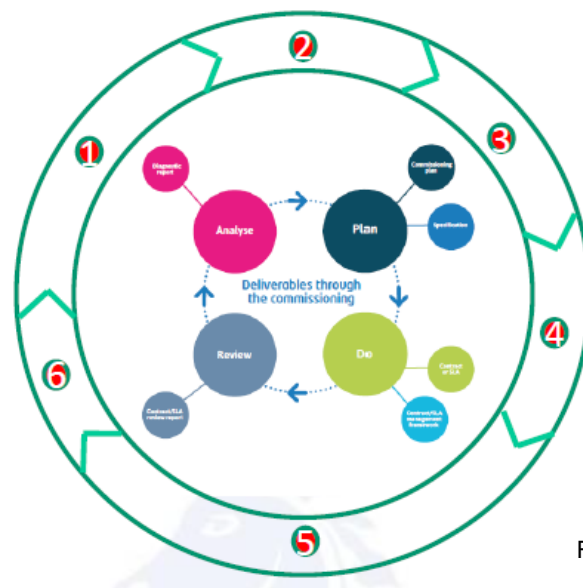 2
1
3
Diagnostic
report
Commissioning
plan
Analyse
Plan
Specification
Deliverables through
the commissioning
4
Review
Do
Contract
or SLA
6
Contract/SLA
review report
Contract/SLA
management
framework
5
F